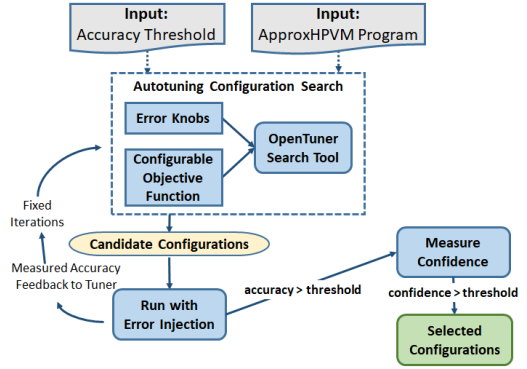 Input:
Accuracy Threshold
Input:
ApproxHPVM Program
Autotuning Configuration Search
Error Knobs
Configurable
Objective
Function
OpenTuner
Search Tool
Fixed
Iterations
Candidate Configurations
Measured Accuracy
Feedback to Tuner
Run with
Error Injection
accuracy > threshold
Measure
Confidence
confidence > threshold
Selected
Configurations